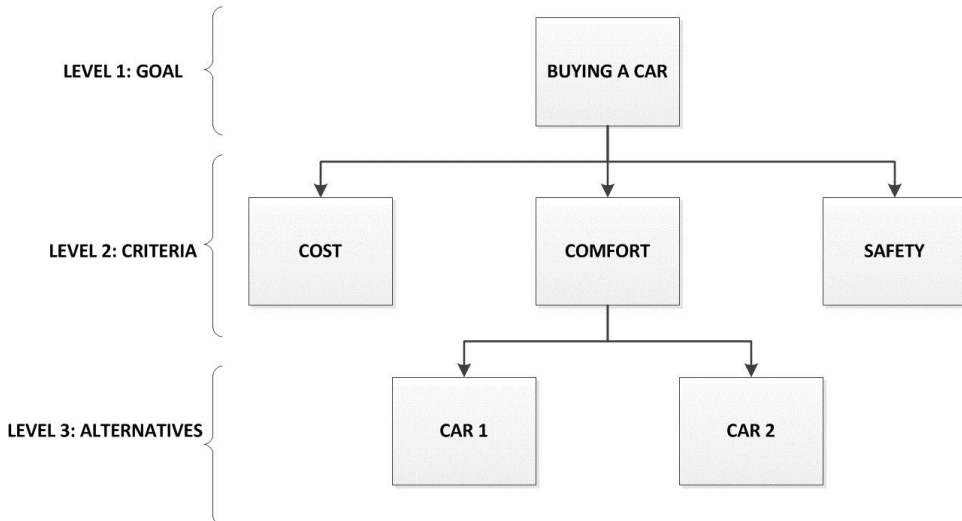 LEVEL 1: GOAL
BUYING A CAR
LEVEL 2: CRITERIA
COST
COMFORT
SAFETY
LEVEL 3: ALTERNATIVES
CAR 1
CAR 2